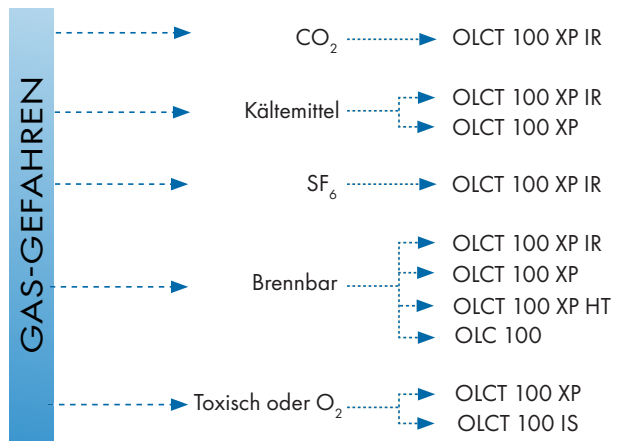 GAS-GEFAHREN
CO₂
OLCT 100 XP IR
Kältemittel
OLCT 100 XP IR
OLCT 100 XP
SF₆
OLCT 100 XP IR
Brennbar
OLCT 100 XP IR
OLCT 100 XP
OLCT 100 XP HT
OLC 100
Toxisch oder O₂
OLCT 100 XP
OLCT 100 IS